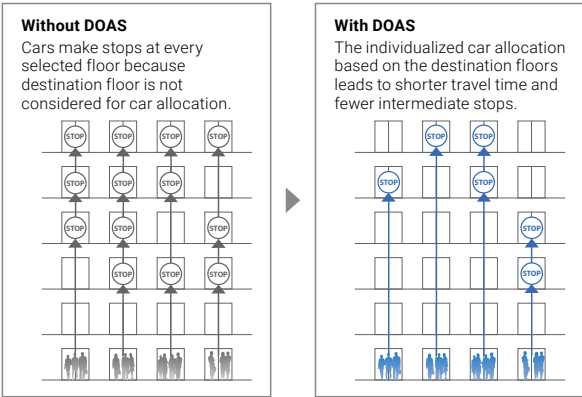 Without DOAS
Cars make stops at every
selected floor because
destination floor is not
considered for car allocation.
STOP STOP STOP STOP
STOP STOP STOP
STOP STOP STOP
STOP STOP STOP
With DOAS
The individualized car allocation
based on the destination floors
leads to shorter travel time and
fewer intermediate stops.
STOP STOP
STOP STOP
STOP
STOP